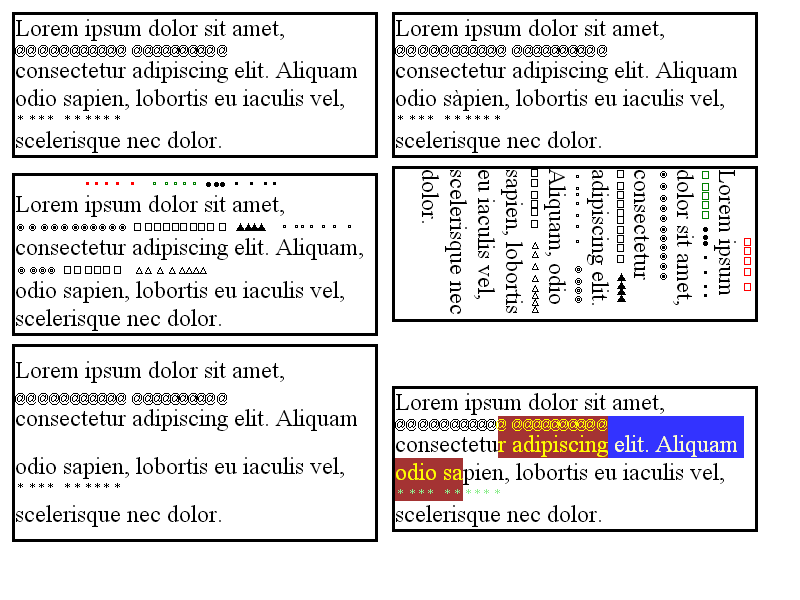 Lorem ipsum dolor sit amet,
@@@@@@@@@@@ @@@@@@@@@@
consectetur adipiscing elit. Aliquam
odio sapien, lobortis eu iaculis vel,
**** ******
scelerisque nec dolor.
Lorem ipsum dolor sit amet,
@@@@@@@@@@@ @@@@@@@@@@
consectetur adipiscing elit. Aliquam
odio sàpien, lobortis eu iaculis vel,
**** ******
scelerisque nec dolor.
Lorem ipsum dolor sit amet,
consectetur adipiscing elit. Aliquam,
odio sapien, lobortis eu iaculis vel,
scelerisque nec dolor.
Lorem ipsum
dolor sit amet,
consectetur
adipiscing elit.
Aliquam, odio
sapien, lobortis
eu iaculis vel,
scelerisque nec
dolor.
Lorem ipsum dolor sit amet,
@@@@@@@@@@@ @@@@@@@@@@
consectetur adipiscing elit. Aliquam
odio sapien, lobortis eu iaculis vel,
**** ******
scelerisque nec dolor.
Lorem ipsum dolor sit amet,
@@@@@@@@@@@ @@@@@@@@@@
consectetur adipiscing elit. Aliquam
odio sapien, lobortis eu iaculis vel,
**** ******
scelerisque nec dolor.